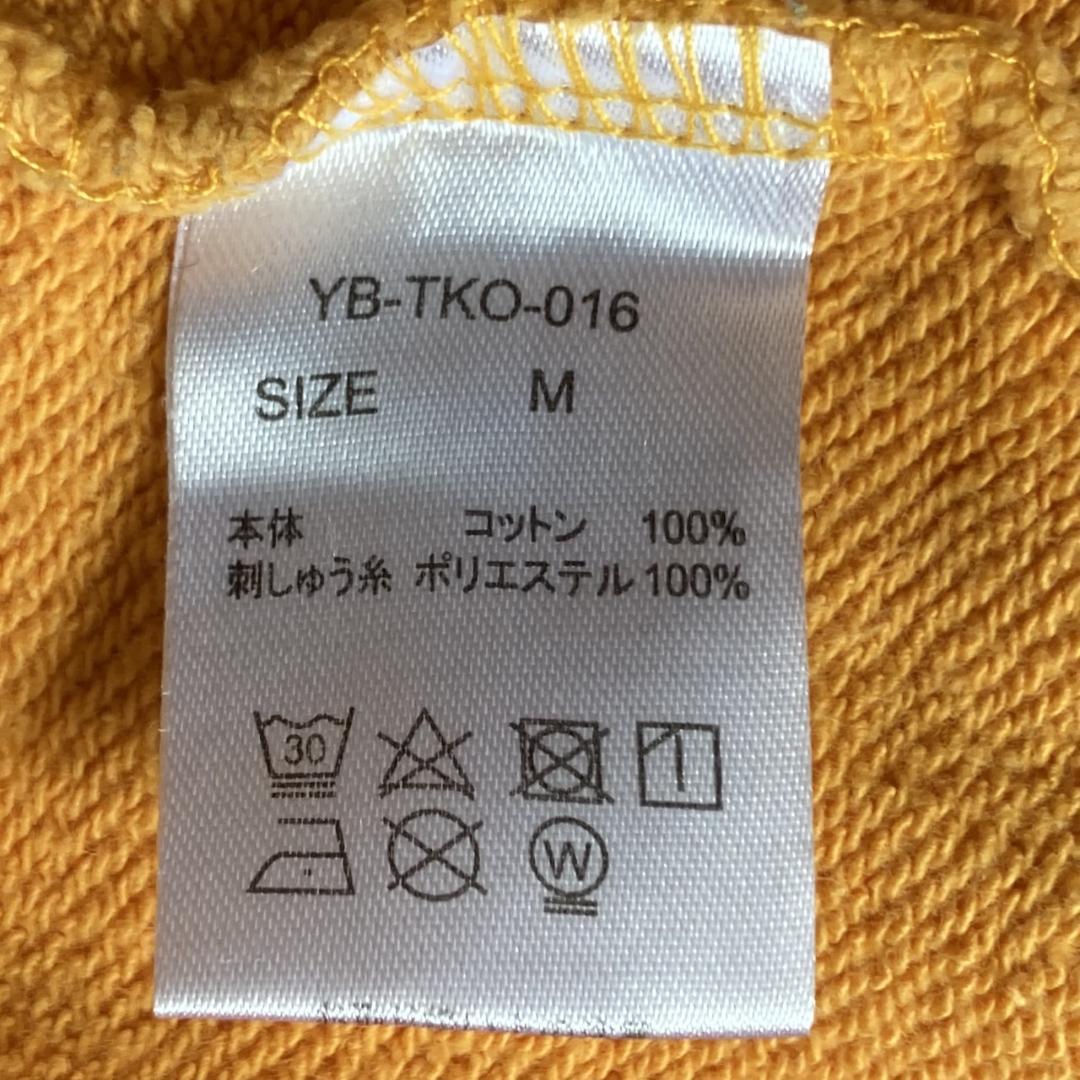 YB-TKO-016
SIZE M
本体 コットン 100%
刺しゅう糸 ポリエステル 100%
30
W